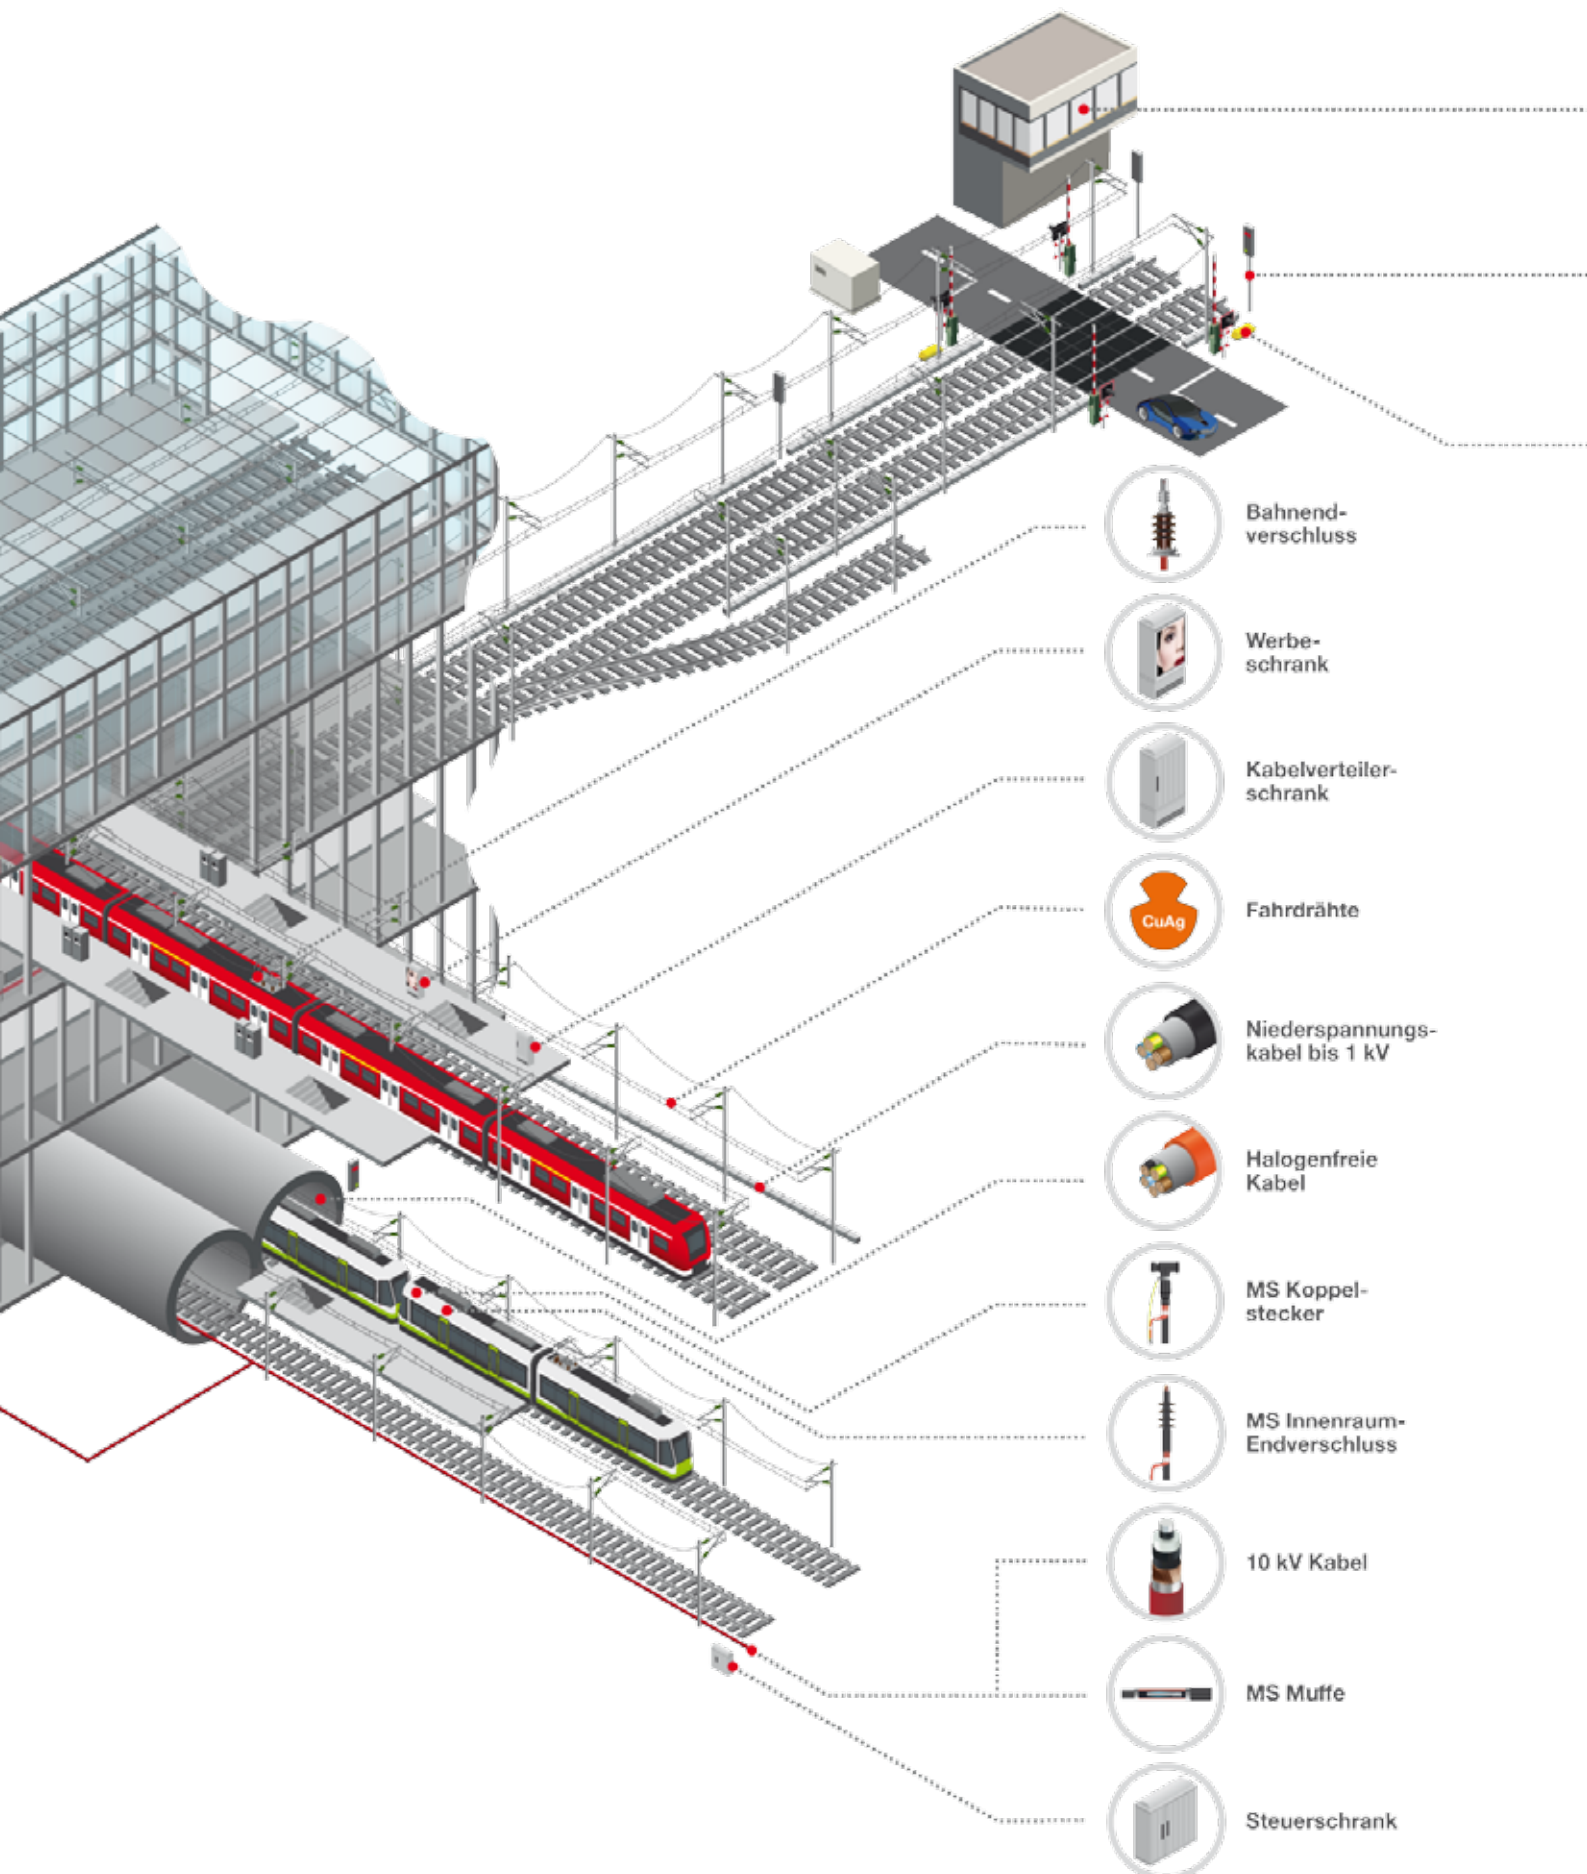 Bahnend-
verschluss
Werbe-
schrank
Kabelverteiler-
schrank
CuAg
Fahrdrähte
Niederspannungs-
kabel bis 1 kV
Halogenfreie
Kabel
MS Koppel-
stecker
MS Innenraum-
Endverschluss
10 kV Kabel
MS Muffe
Steuerschrank